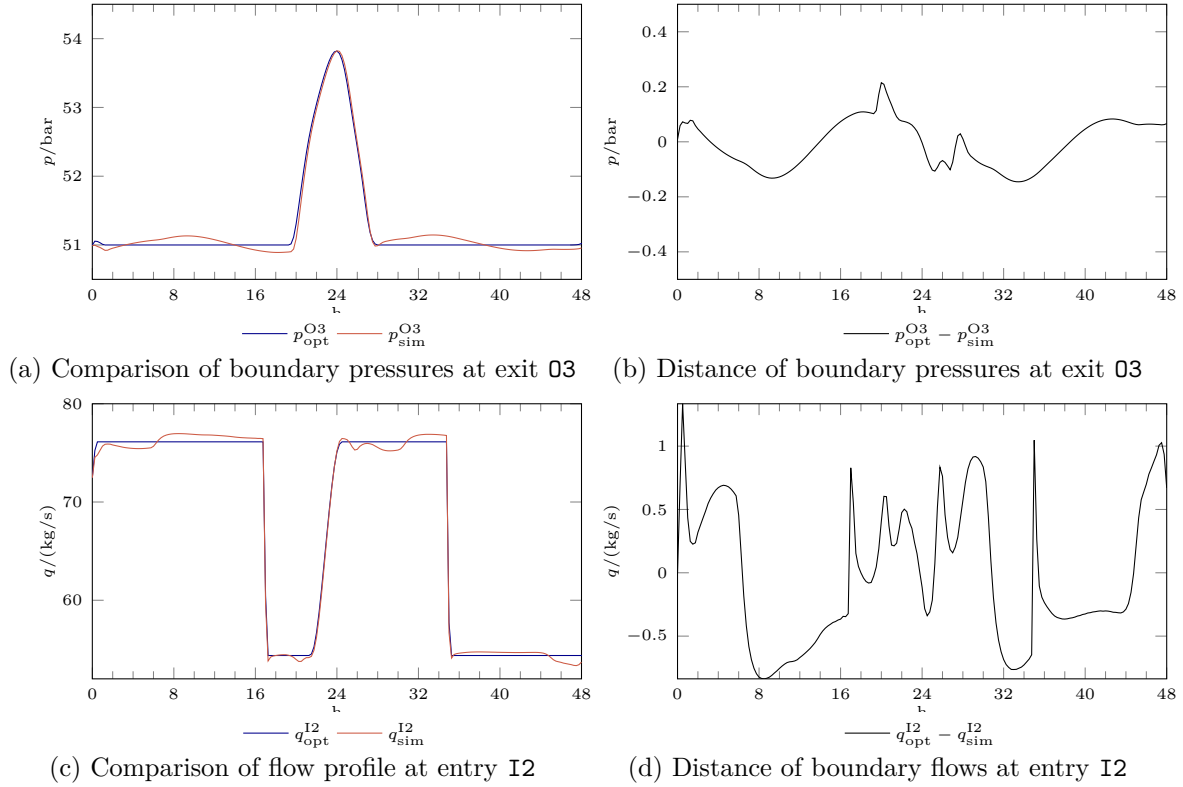 54
53
52
51
p/bar
0 8 16 24 32 40 48
h
p_opt^O3 p_sim^O3
(a) Comparison of boundary pressures at exit O3
0.4
0.2
0
−0.2
−0.4
p/bar
0 8 16 24 32 40 48
h
p_opt^O3 − p_sim^O3
(b) Distance of boundary pressures at exit O3
80
70
60
q/(kg/s)
0 8 16 24 32 40 48
h
q_opt^I2 q_sim^I2
(c) Comparison of flow profile at entry I2
1
0.5
0
−0.5
q/(kg/s)
0 8 16 24 32 40 48
h
q_opt^I2 − q_sim^I2
(d) Distance of boundary flows at entry I2